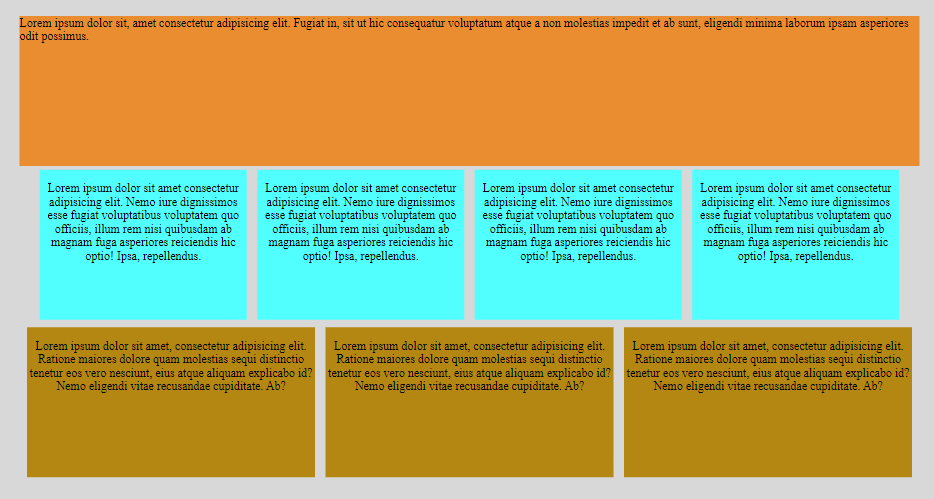 Lorem ipsum dolor sit, amet consectetur adipisicing elit. Fugiat in, sit ut hic consequatur voluptatum atque a non molestias impedit et ab sunt, eligendi minima laborum ipsam asperiores
odit possimus.
Lorem ipsum dolor sit amet consectetur
adipisicing elit. Nemo iure dignissimos
esse fugiat voluptatibus voluptatem quo
officiis, illum rem nisi quibusdam ab
magnam fuga asperiores reiciendis hic
optio! Ipsa, repellendus.
Lorem ipsum dolor sit amet consectetur
adipisicing elit. Nemo iure dignissimos
esse fugiat voluptatibus voluptatem quo
officiis, illum rem nisi quibusdam ab
magnam fuga asperiores reiciendis hic
optio! Ipsa, repellendus.
Lorem ipsum dolor sit amet consectetur
adipisicing elit. Nemo iure dignissimos
esse fugiat voluptatibus voluptatem quo
officiis, illum rem nisi quibusdam ab
magnam fuga asperiores reiciendis hic
optio! Ipsa, repellendus.
Lorem ipsum dolor sit amet consectetur
adipisicing elit. Nemo iure dignissimos
esse fugiat voluptatibus voluptatem quo
officiis, illum rem nisi quibusdam ab
magnam fuga asperiores reiciendis hic
optio! Ipsa, repellendus.
Lorem ipsum dolor sit amet, consectetur adipisicing elit.
Ratione maiores dolore quam molestias sequi distinctio
tenetur eos vero nesciunt, eius atque aliquam explicabo id?
Nemo eligendi vitae recusandae cupiditate. Ab?
Lorem ipsum dolor sit amet, consectetur adipisicing elit.
Ratione maiores dolore quam molestias sequi distinctio
tenetur eos vero nesciunt, eius atque aliquam explicabo id?
Nemo eligendi vitae recusandae cupiditate. Ab?
Lorem ipsum dolor sit amet, consectetur adipisicing elit.
Ratione maiores dolore quam molestias sequi distinctio
tenetur eos vero nesciunt, eius atque aliquam explicabo id?
Nemo eligendi vitae recusandae cupiditate. Ab?